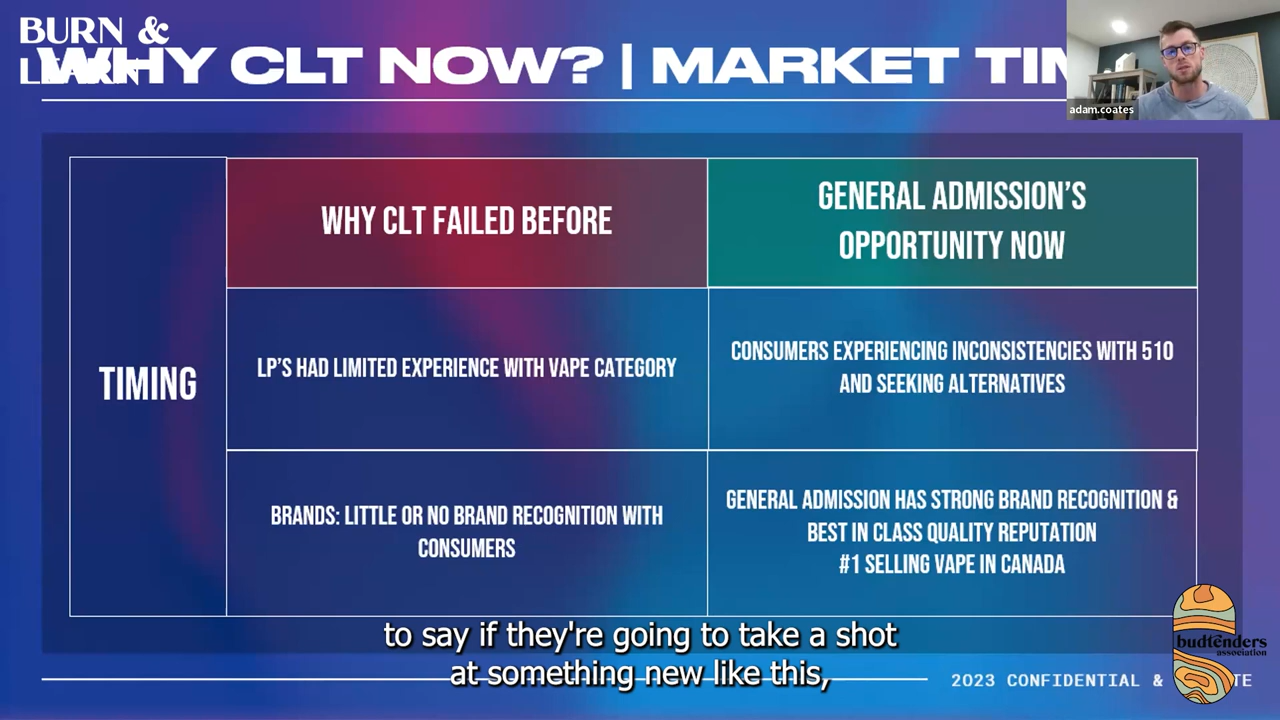 BURN &
LEARN
WHY CLT NOW? | MARKET
adam.coates
WHY CLT FAILED BEFORE
GENERAL ADMISSION'S
OPPORTUNITY NOW
TIMING
LP'S HAD LIMITED EXPERIENCE WITH VAPE CATEGORY
CONSUMERS EXPERIENCING INCONSISTENCIES WITH 510
AND SEEKING ALTERNATIVES
BRANDS: LITTLE OR NO BRAND RECOGNITION WITH
CONSUMERS
GENERAL ADMISSION HAS STRONG BRAND RECOGNITION &
BEST IN CLASS QUALITY REPUTATION
#1 SELLING VAPE IN CANADA
to say if they're going to take a shot
at something new like this,
budtenders
association
2023 CONFIDENTIAL &